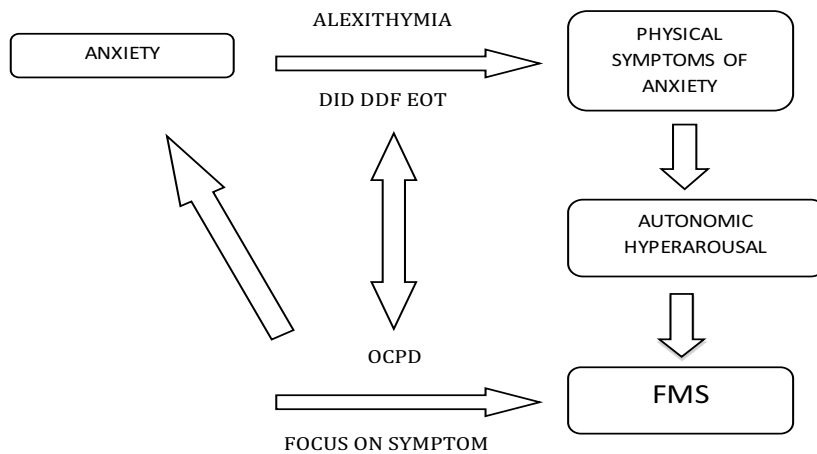 ALEXITHYMIA
ANXIETY
PHYSICAL
SYMPTOMS OF
ANXIETY
DID DDF EOT
AUTONOMIC
HYPERAROUSAL
OCPD
FMS
FOCUS ON SYMPTOM